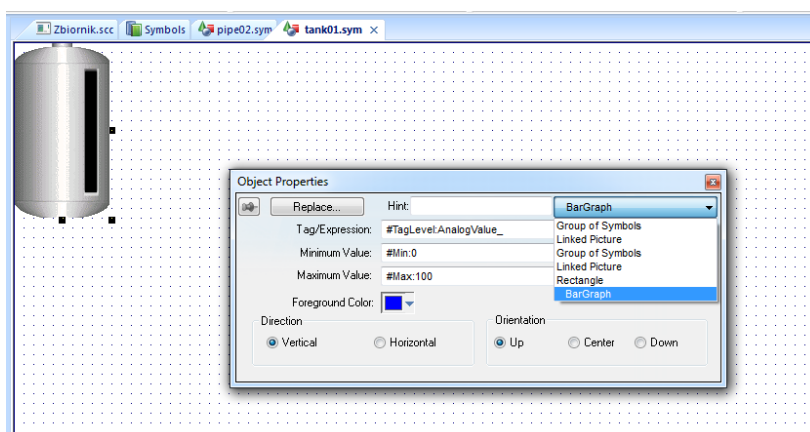 Zbiornik.scc Symbols pipe02.sym tank01.sym ×
Object Properties
Replace... Hint: BarGraph
Tag/Expression: #TagLevel:AnalogValue_
Group of Symbols
Linked Picture
Minimum Value: #Min:0
Group of Symbols
Linked Picture
Maximum Value: #Max:100
Rectangle
BarGraph
Foreground Color:
Direction
Vertical Horizontal
Orientation
Up Center Down